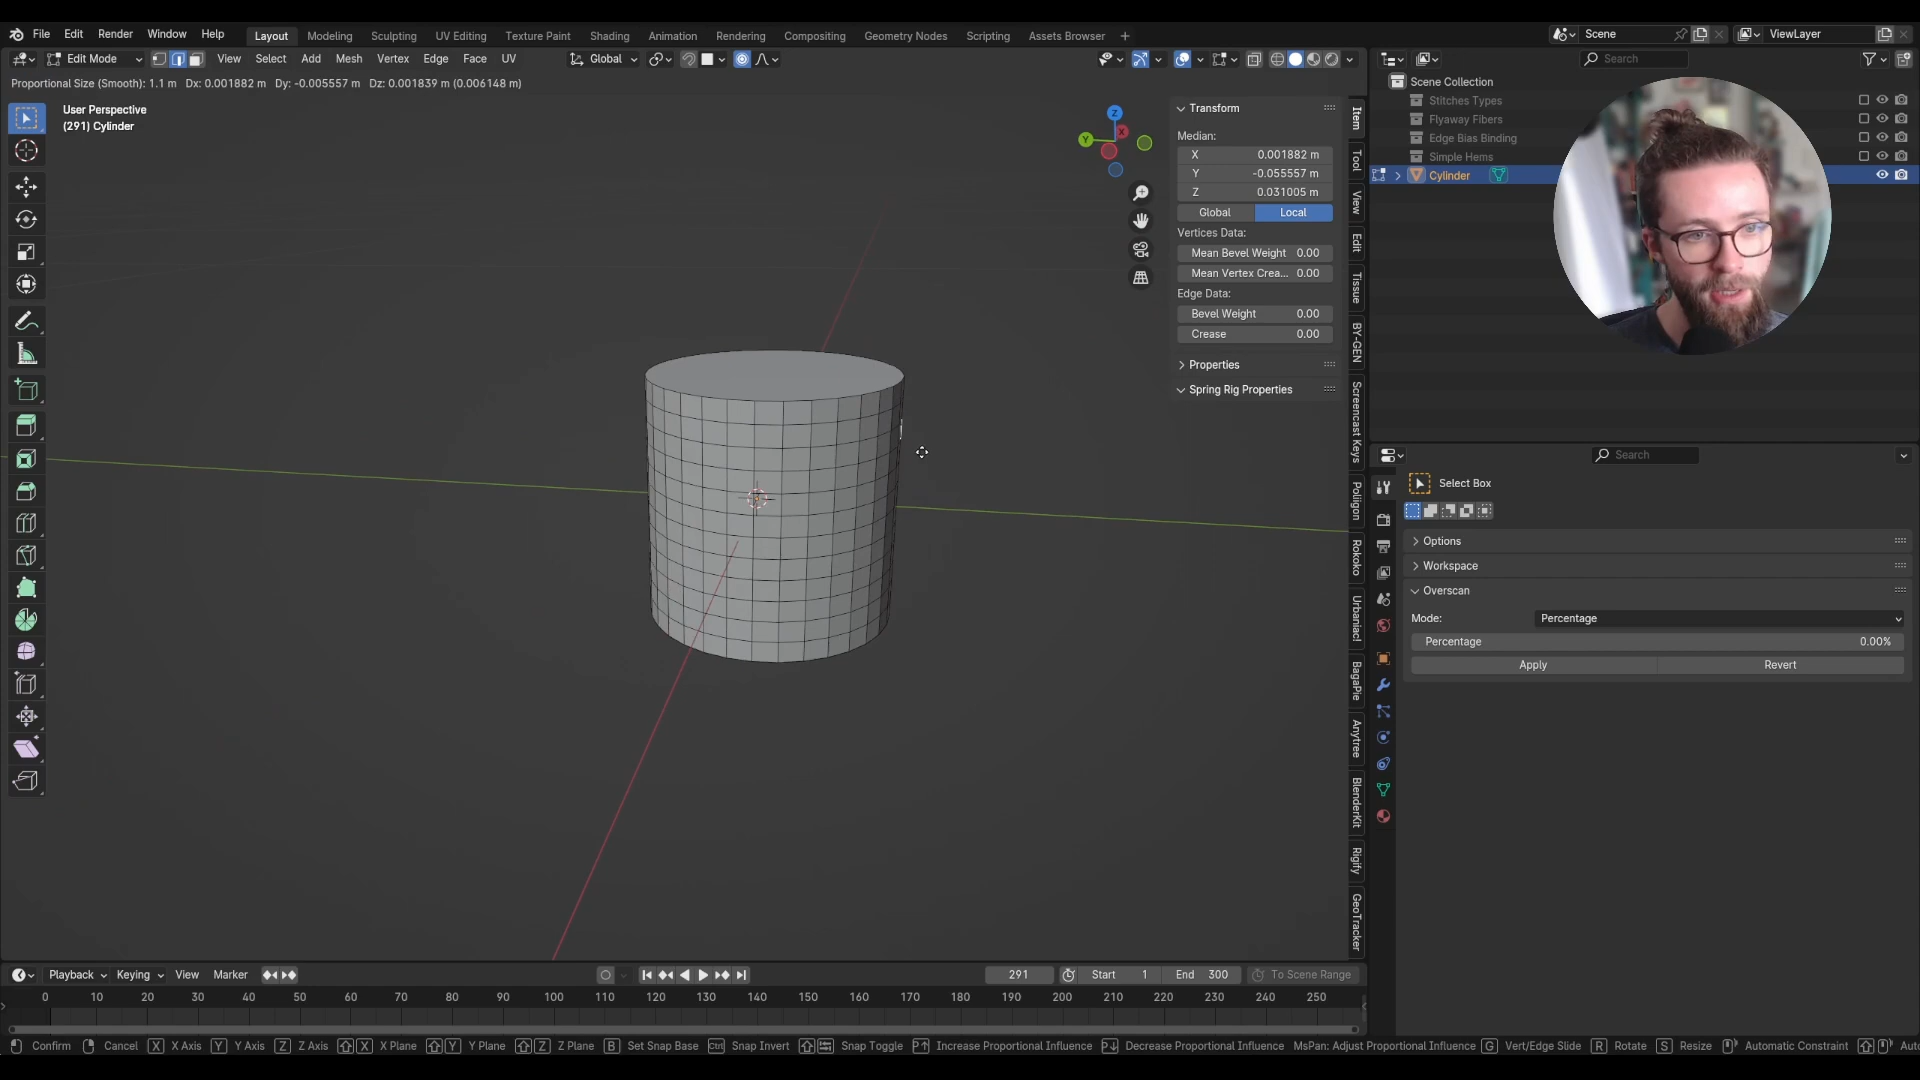 File Edit Render Window Help Layout Modeling Sculpting UV Editing Texture Paint Shading Animation Rendering Compositing Geometry Nodes Scripting Assets Browser + Scene ViewLayer
Edit Mode View Select Add Mesh Vertex Edge Face UV Global Search
Proportional Size (Smooth): 1.1 m Dx: 0.001882 m Dy: -0.005557 m Dz: 0.001839 m (0.006148 m)
User Perspective
(291) Cylinder
Z
Y
X
Transform
Median:
X 0.001882 m
Y -0.055557 m
Z 0.031005 m
Global Local
Vertices Data:
Mean Bevel Weight 0.00
Mean Vertex Crea... 0.00
Edge Data:
Bevel Weight 0.00
Crease 0.00
Properties
Spring Rig Properties
Item
Tool
View
Edit
Tissue
BY-GEN
Screencast Keys
Poliigon
Rokoko
Urbaniac!
BagaPie
Anytree
BlenderKit
Rigify
GeoTracker
Scene Collection
Stitches Types
Flyaway Fibers
Edge Bias Binding
Simple Hems
Cylinder
Search
Select Box
Options
Workspace
Overscan
Mode: Percentage
Percentage 0.00%
Apply Revert
Playback Keying View Marker 291 Start 1 End 300 To Scene Range
0 10 20 30 40 50 60 70 80 90 100 110 120 130 140 150 160 170 180 190 200 210 220 230 240 250
Confirm Cancel X X Axis Y Y Axis Z Z Axis X X Plane Y Y Plane Z Z Plane B Set Snap Base Ctrl Snap Invert Snap Toggle Increase Proportional Influence Decrease Proportional Influence MsPan: Adjust Proportional Influence G Vert/Edge Slide R Rotate S Resize Automatic Constraint